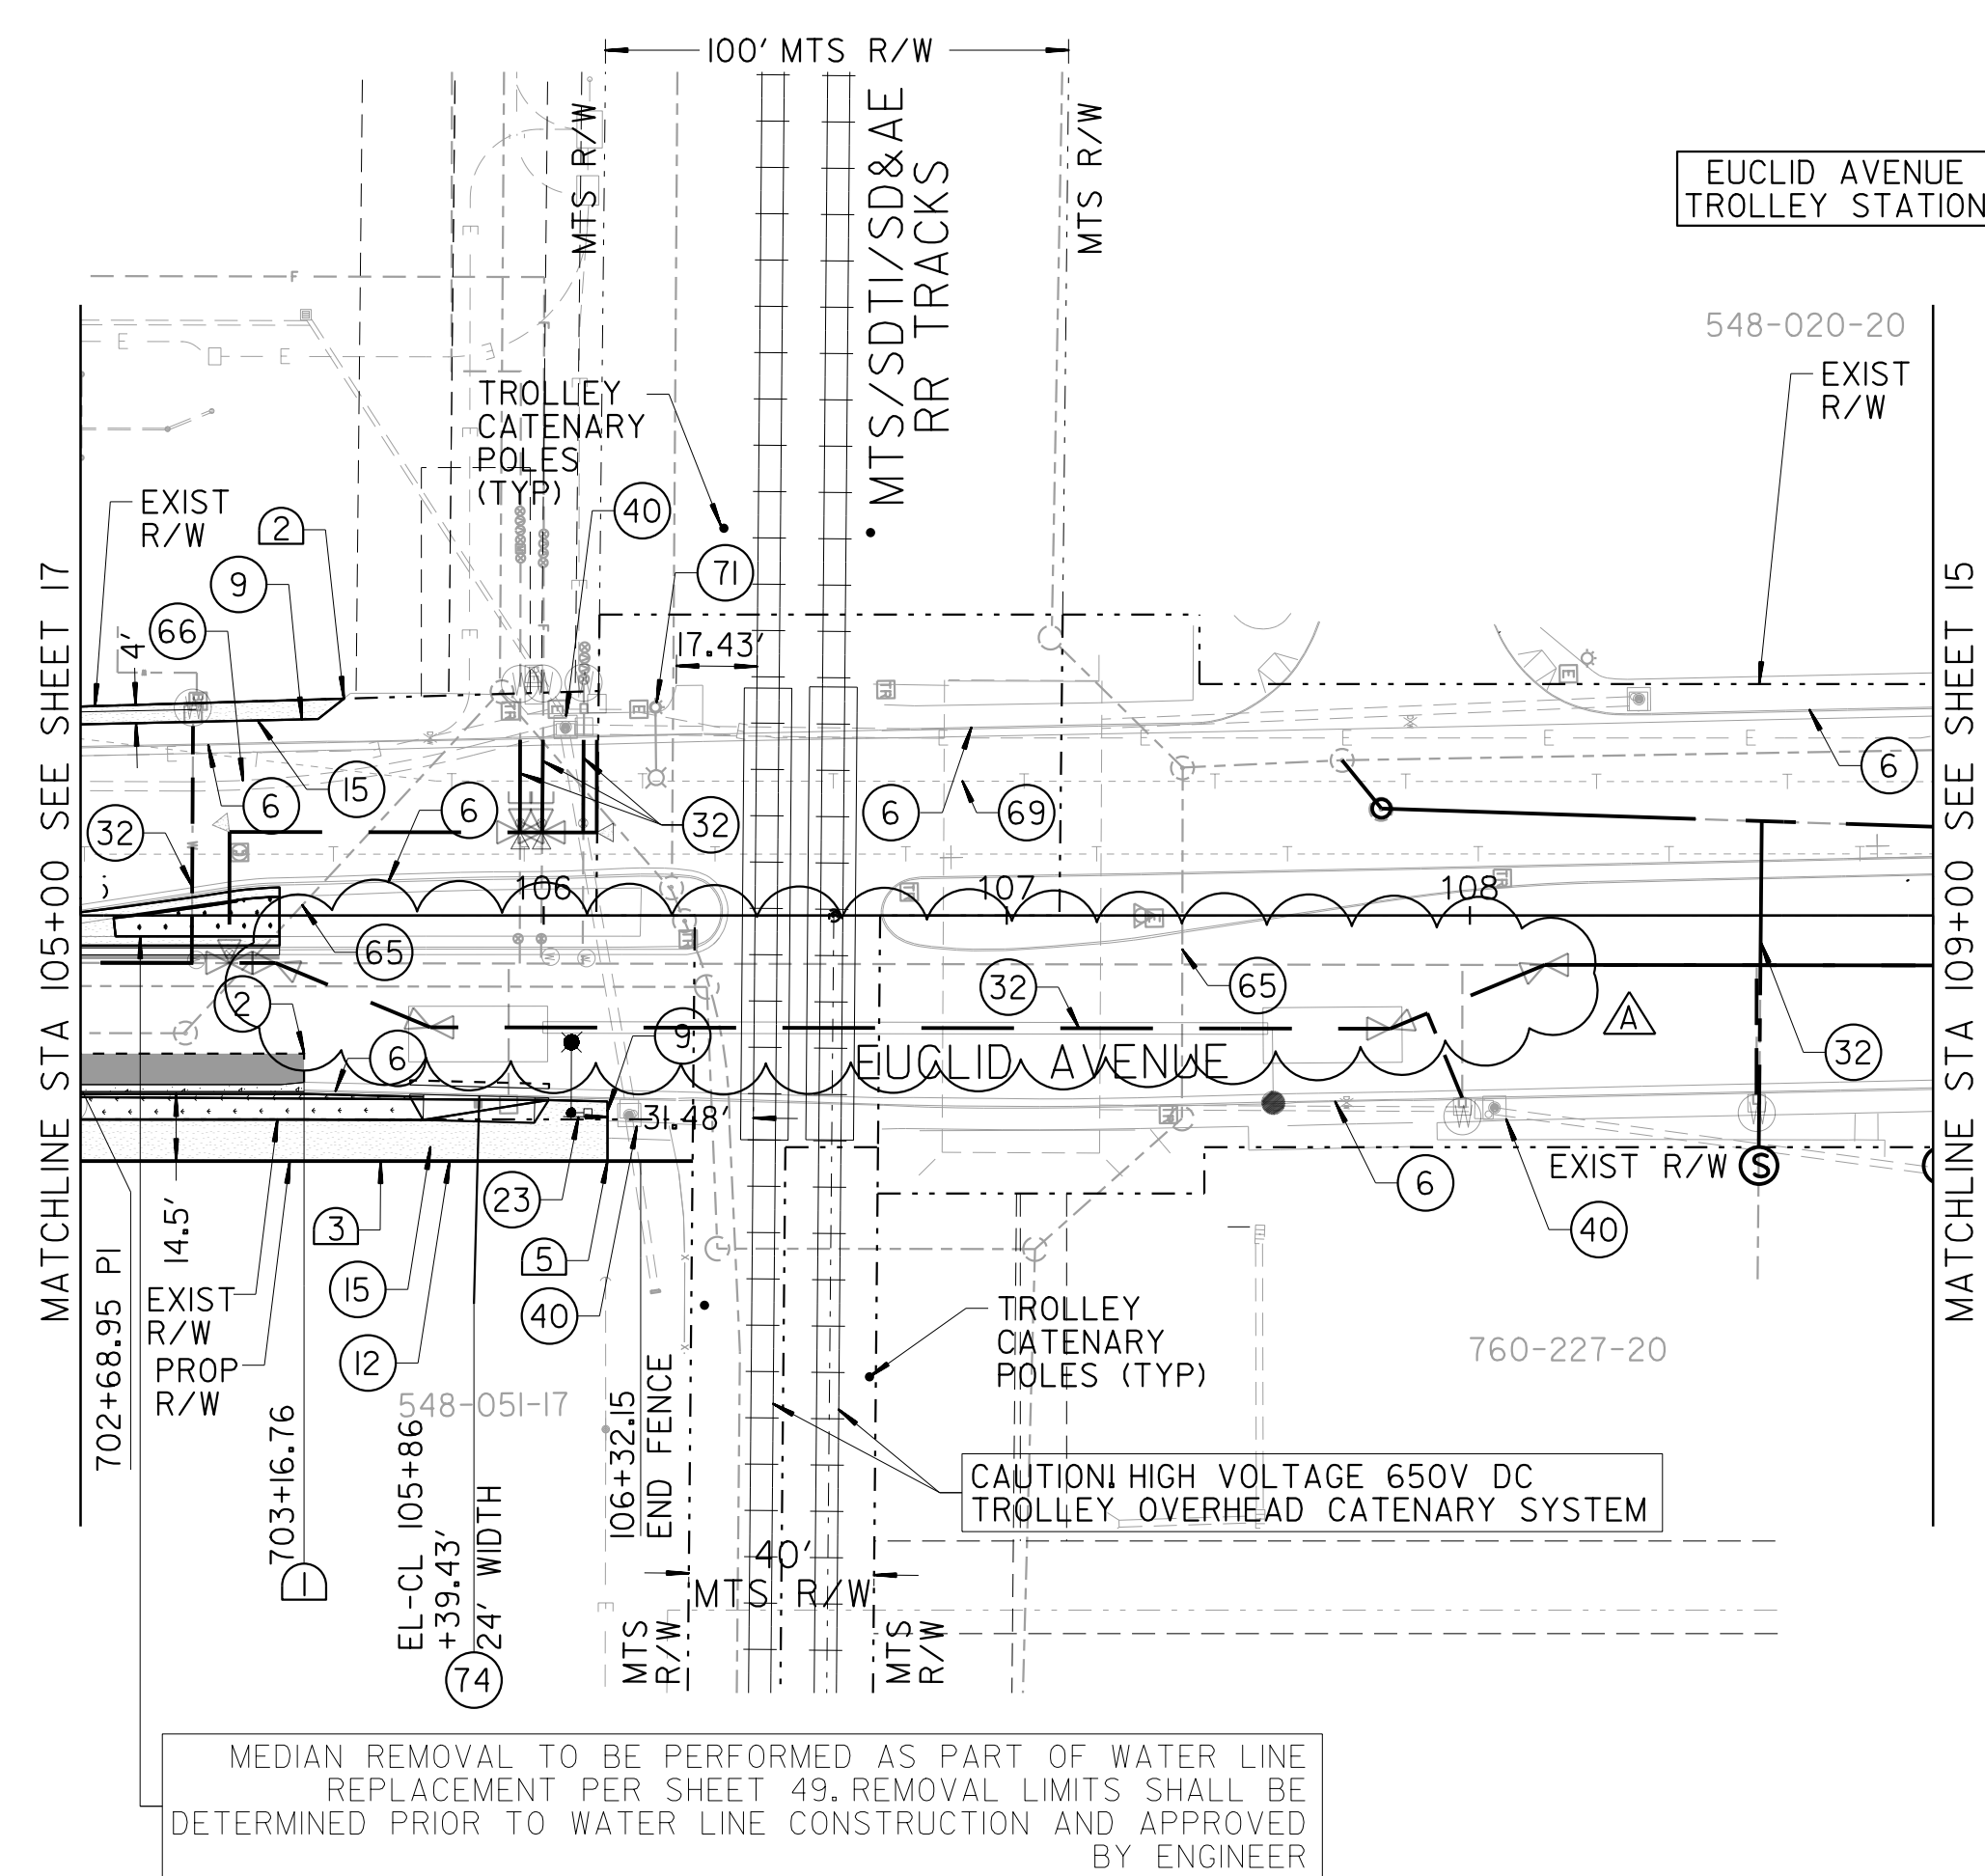 100' MTS R/W
MTS R/W
MTS/SDTI/SD&AE
RRR TRACKS
MTS R/W
EUCLID AVENUE
TROLLEY STATION
548-020-20
EXIST
R/W
TROLLEY
CATENARY
POLES
(TYP)
EXIST
R/W
2
40
9
71
66
4'
17.43'
6
15
6
32
32
6
69
6
106
107
108
65
65
32
2
A
6
9
32
EUCLID AVENUE
31.48'
EXIST R/W
S
6
40
23
3
5
14.5'
15
40
12
EXIST
R/W
PROP
R/W
702+68.95 PI
703+16.76
1
548-051-17
EL-CL 105+86
+39.43'
24' WIDTH
74
106+32.15
END FENCE
TROLLEY
CATENARY
POLES (TYP)
760-227-20
CAUTION! HIGH VOLTAGE 650V DC
TROLLEY OVERHEAD CATENARY SYSTEM
40'
MTS R/W
MTS
R/W
MTS
R/W
MATCHLINE STA 105+00 SEE SHEET 17
MATCHLINE STA 109+00 SEE SHEET 15
MEDIAN REMOVAL TO BE PERFORMED AS PART OF WATER LINE
REPLACEMENT PER SHEET 49. REMOVAL LIMITS SHALL BE
DETERMINED PRIOR TO WATER LINE CONSTRUCTION AND APPROVED
BY ENGINEER